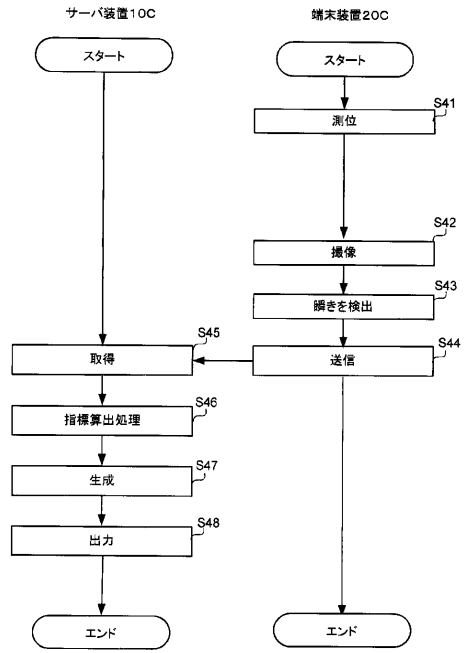 サーバ装置10C
端末装置20C
スタート
スタート
S41
測位
S42
撮像
S43
瞬きを検出
S44
送信
S45
取得
S46
指標算出処理
S47
生成
S48
出力
エンド
エンド